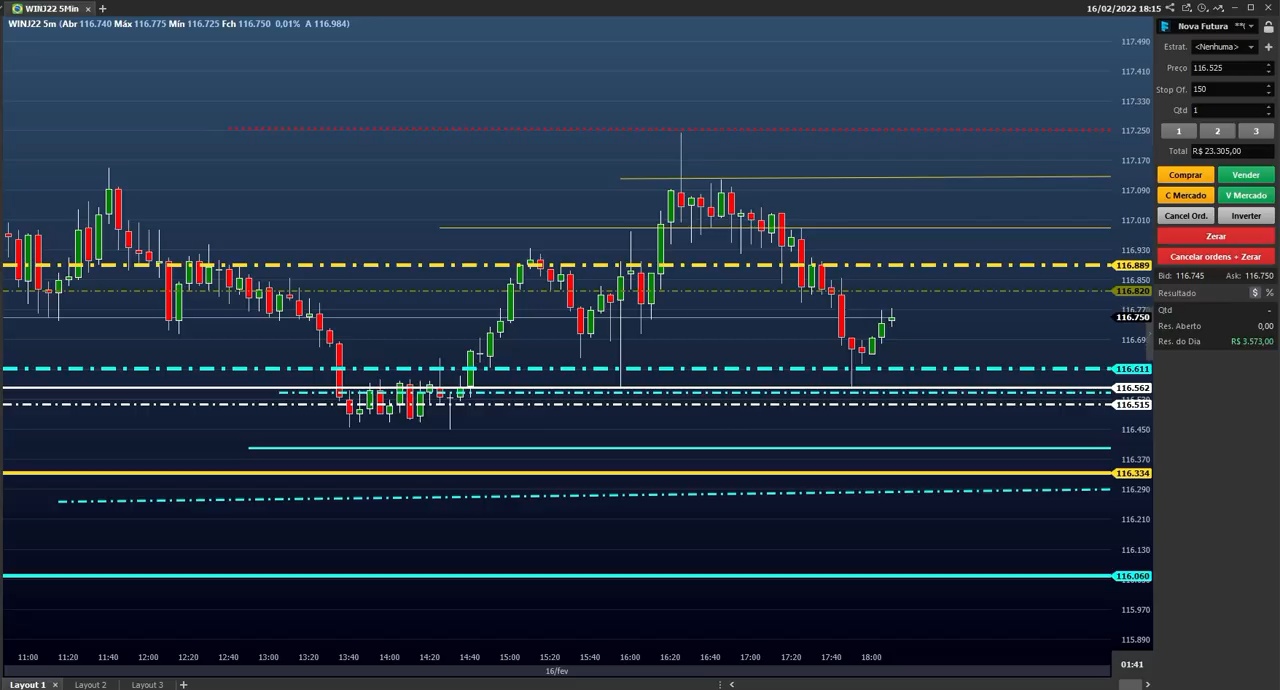 WINJ22 5Min
16/02/2022 18:15
WINJ22 5m (Abr 116.740 Máx 116.775 Mín 116.725 Fch 116.750 0,01% A 116.984)
117.490
117.410
117.330
117.250
117.170
117.090
117.010
116.930
116.889
116.850
116.820
116.750
116.690
116.611
116.562
116.515
116.450
116.370
116.334
116.290
116.210
116.130
116.060
115.970
115.890
11:00 11:20 11:40 12:00 12:20 12:40 13:00 13:20 13:40 14:00 14:20 14:40 15:00 15:20 15:40 16:00 16:20 16:40 17:00 17:20 17:40 18:00
16/fev
01:41
Layout 1 Layout 2 Layout 3
Nova Futura
Estrat. <Nenhuma>
Preço 116.525
Stop Of. 150
Qtd 1
1 2 3
Total R$ 23.305,00
Comprar Vender
C Mercado V Mercado
Cancel Ord. Inverter
Zerar
Cancelar ordens + Zerar
Bid: 116.745 Ask: 116.750
Resultado $ %
Qtd -
Res. Aberto 0,00
Res. do Dia R$ 3.573,00